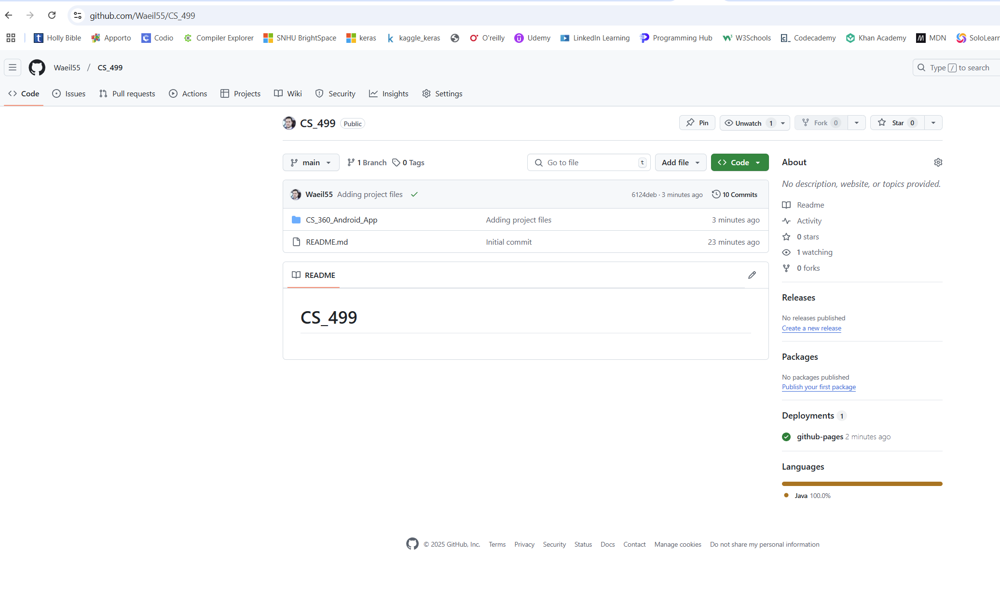 github.com/Waeil55/CS_499
Holly Bible Apporto Codio Compiler Explorer SNHU BrightSpace keras kaggle_keras O'reilly Udemy LinkedIn Learning Programming Hub W3Schools Codecademy Khan Academy MDN SoloLearn
Waeil55 / CS_499
Type / to search
Code Issues Pull requests Actions Projects Wiki Security Insights Settings
CS_499 Public
Pin Unwatch 1 Fork 0 Star 0
main 1 Branch 0 Tags
Go to file t Add file Code
Waeil55 Adding project files 6124deb · 3 minutes ago 10 Commits
CS_360_Android_App Adding project files 3 minutes ago
README.md Initial commit 23 minutes ago
README
CS_499
About
No description, website, or topics provided.
Readme
Activity
0 stars
1 watching
0 forks
Releases
No releases published
Create a new release
Packages
No packages published
Publish your first package
Deployments 1
github-pages 2 minutes ago
Languages
Java 100.0%
© 2025 GitHub, Inc. Terms Privacy Security Status Docs Contact Manage cookies Do not share my personal information